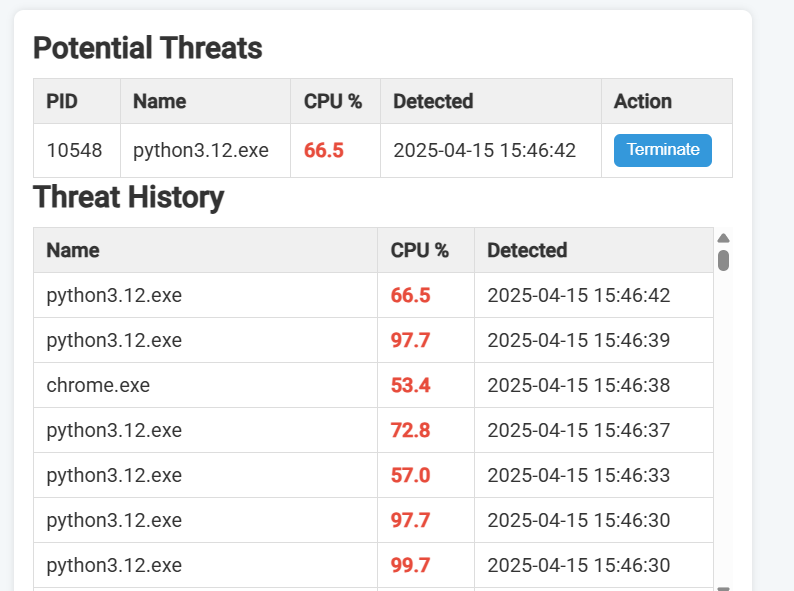 Potential Threats
PID Name CPU % Detected Action
10548 python3.12.exe 66.5 2025-04-15 15:46:42 Terminate
Threat History
Name CPU % Detected
python3.12.exe 66.5 2025-04-15 15:46:42
python3.12.exe 97.7 2025-04-15 15:46:39
chrome.exe 53.4 2025-04-15 15:46:38
python3.12.exe 72.8 2025-04-15 15:46:37
python3.12.exe 57.0 2025-04-15 15:46:33
python3.12.exe 97.7 2025-04-15 15:46:30
python3.12.exe 99.7 2025-04-15 15:46:30